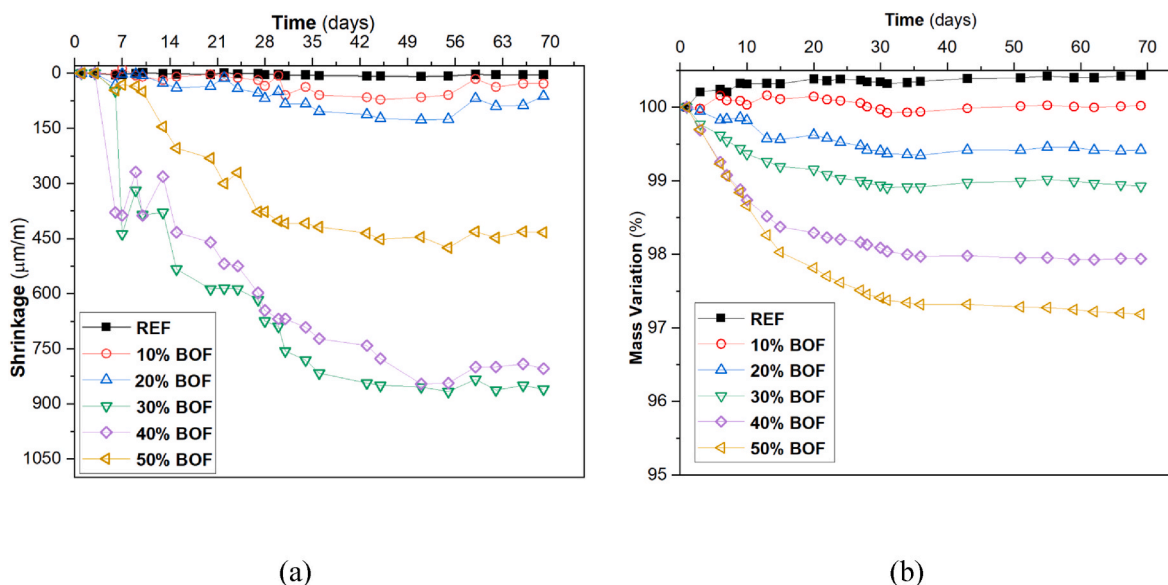 Time (days)
0 7 14 21 28 35 42 49 56 63 70
0
150
300
450
600
750
900
1050
Shrinkage (μm/m)
REF
10% BOF
20% BOF
30% BOF
40% BOF
50% BOF
(a)
Time (days)
0 10 20 30 40 50 60 70
100
99
98
97
96
95
Mass Variation (%)
REF
10% BOF
20% BOF
30% BOF
40% BOF
50% BOF
(b)